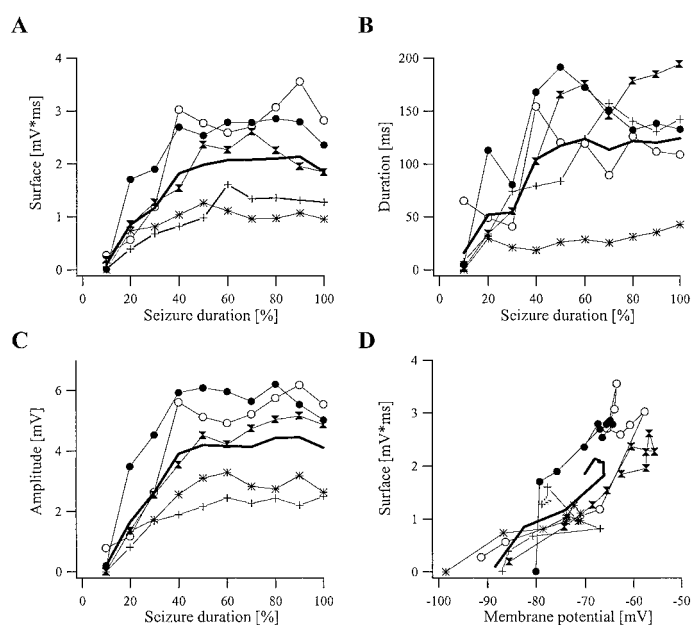 A
B
4
3
2
1
0
Surface [mV*ms]
20 40 60 80 100
Seizure duration [%]
200
150
100
50
0
Duration [ms]
20 40 60 80 100
Seizure duration [%]
C
D
6
4
2
0
Amplitude [mV]
20 40 60 80 100
Seizure duration [%]
4
3
2
1
0
Surface [mV*ms]
-100 -90 -80 -70 -60 -50
Membrane potential [mV]